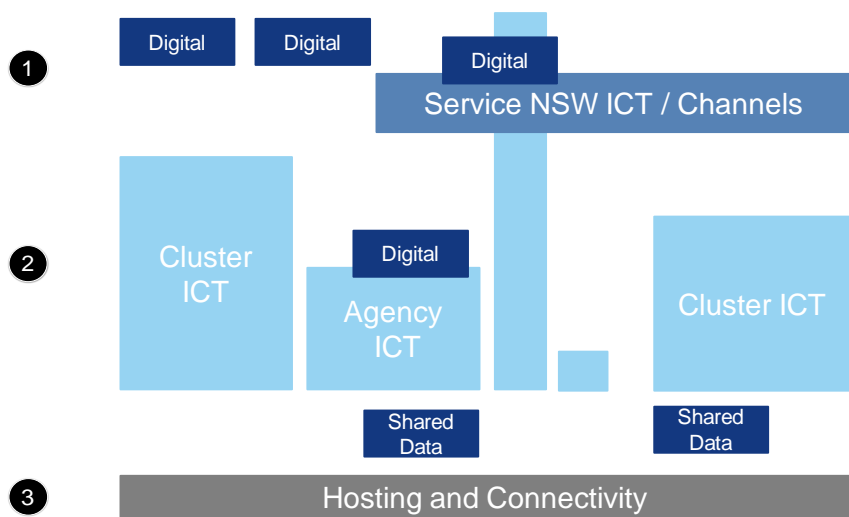 Digital
Digital
Digital
1
Service NSW ICT / Channels
Cluster
ICT
2
Digital
Agency
ICT
Cluster ICT
Shared
Data
Shared
Data
3
Hosting and Connectivity